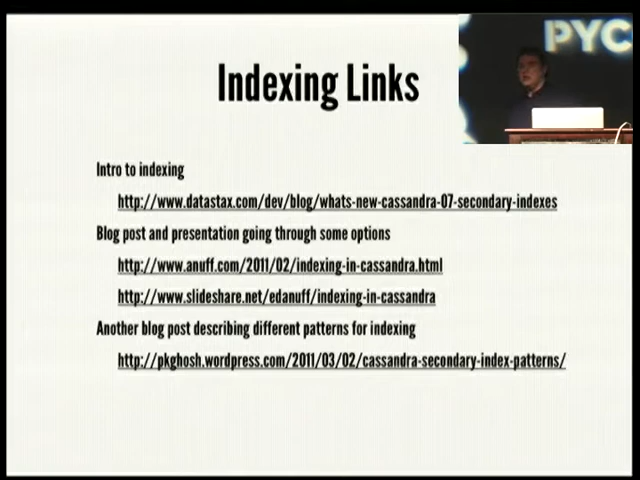 PYC
Indexing Links
Intro to indexing
http://www.datastax.com/dev/blog/whats-new-cassandra-07-secondary-indexes
Blog post and presentation going through some options
http://www.anuff.com/2011/02/indexing-in-cassandra.html
http://www.slideshare.net/edanuff/indexing-in-cassandra
Another blog post describing different patterns for indexing
http://pkghosh.wordpress.com/2011/03/02/cassandra-secondary-index-patterns/